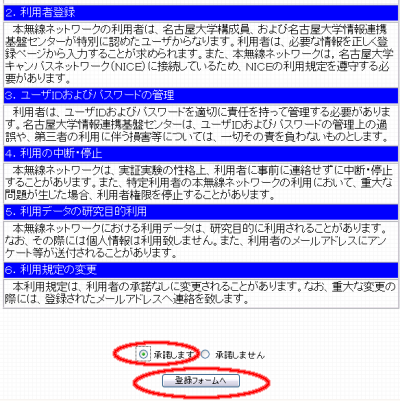 2. 利用者登録
本無線ネットワークの利用者は、名古屋大学構成員、および名古屋大学情報連携
基盤センターが特別に認めたユーザからなります。利用者は、必要な情報を正しく登
録ページから入力することが求められます。また、本無線ネットワークは，名古屋大学
キャンパスネットワーク(NICE)に接続しているため、NICEの利用規定を遵守する必
要があります。
3. ユーザIDおよびパスワードの管理
利用者は、ユーザIDおよびパスワードを適切に責任を持って管理する必要がありま
す。名古屋大学情報連携基盤センターは、ユーザIDおよびパスワードの管理上の過
誤や、第三者の利用に伴う損害等については、一切その責を負わないものとします。
4. 利用の中断・停止
本無線ネットワークは、実証実験の性格上、利用者に事前に連絡せずに中断・停止
することがあります。また、特定利用者の本無線ネットワークの利用において、重大な
問題が生じた場合、利用者権限を停止することがあります。
5. 利用データの研究目的利用
本無線ネットワークにおける利用データは、研究目的に利用されることがあります。
なお、その際には個人情報は利用致しません。また、利用者のメールアドレスにアン
ケート等が送付されることがあります。
6. 利用規定の変更
本利用規定は、利用者の承諾なしに変更されることがあります。なお、重大な変更の
際には、登録されたメールアドレスへ連絡を致します。
承諾します 承諾しません
登録フォームへ